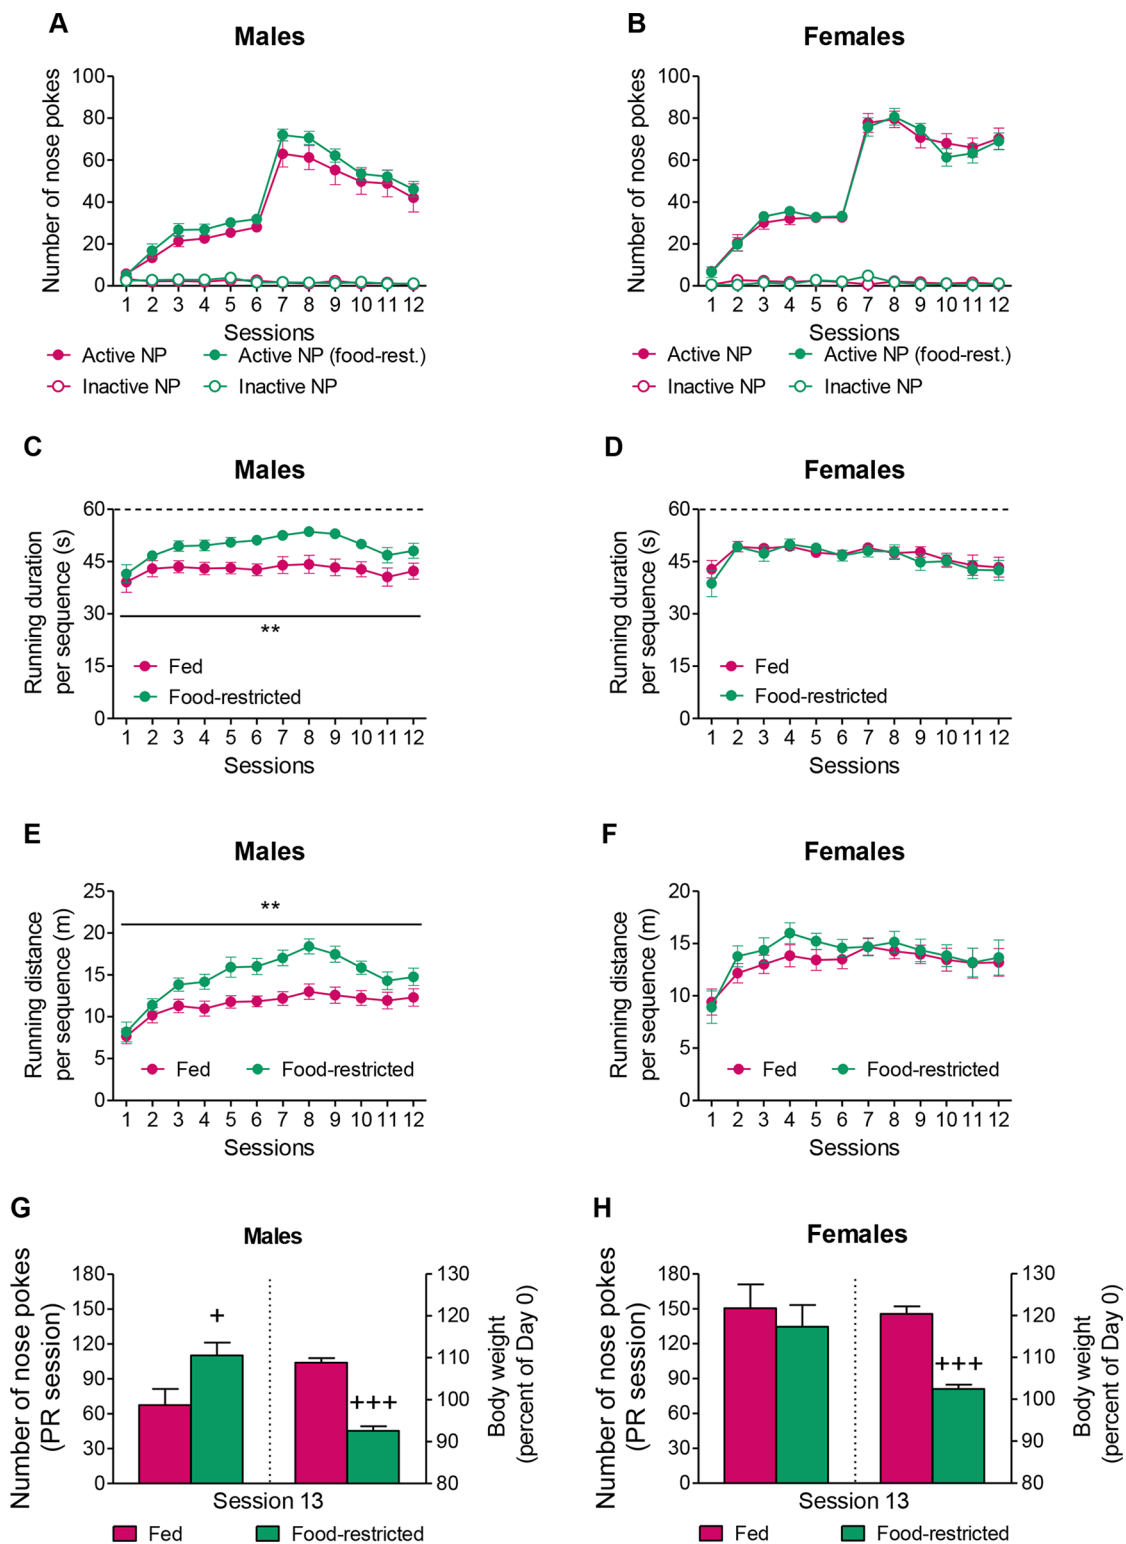 A
Males
Number of nose pokes
100
80
60
40
20
0
1 2 3 4 5 6 7 8 9 10 11 12
Sessions
Active NP
Active NP (food-rest.)
Inactive NP
Inactive NP
B
Females
Number of nose pokes
100
80
60
40
20
0
1 2 3 4 5 6 7 8 9 10 11 12
Sessions
Active NP
Active NP (food-rest.)
Inactive NP
Inactive NP
C
Males
Running duration
per sequence (s)
60
45
30
15
0
**
Fed
Food-restricted
1 2 3 4 5 6 7 8 9 10 11 12
Sessions
D
Females
Running duration
per sequence (s)
60
45
30
15
0
Fed
Food-restricted
1 2 3 4 5 6 7 8 9 10 11 12
Sessions
E
Males
Running distance
per sequence (m)
25
20
15
10
5
0
**
Fed
Food-restricted
1 2 3 4 5 6 7 8 9 10 11 12
Sessions
F
Females
Running distance
per sequence (m)
20
15
10
5
0
Fed
Food-restricted
1 2 3 4 5 6 7 8 9 10 11 12
Sessions
G
Males
Number of nose pokes
(PR session)
180
150
120
90
60
30
0
+
+++
130
120
110
100
90
80
Body weight
(percent of Day 0)
Session 13
Fed
Food-restricted
H
Females
Number of nose pokes
(PR session)
180
150
120
90
60
30
0
+++
130
120
110
100
90
80
Body weight
(percent of Day 0)
Session 13
Fed
Food-restricted